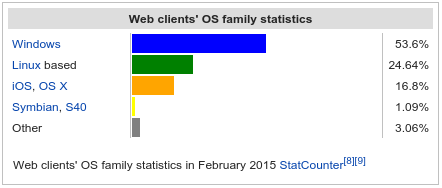 Web clients' OS family statistics
Windows 53.6%
Linux based 24.64%
iOS, OS X 16.8%
Symbian, S40 1.09%
Other 3.06%
Web clients' OS family statistics in February 2015 StatCounter[8][9]